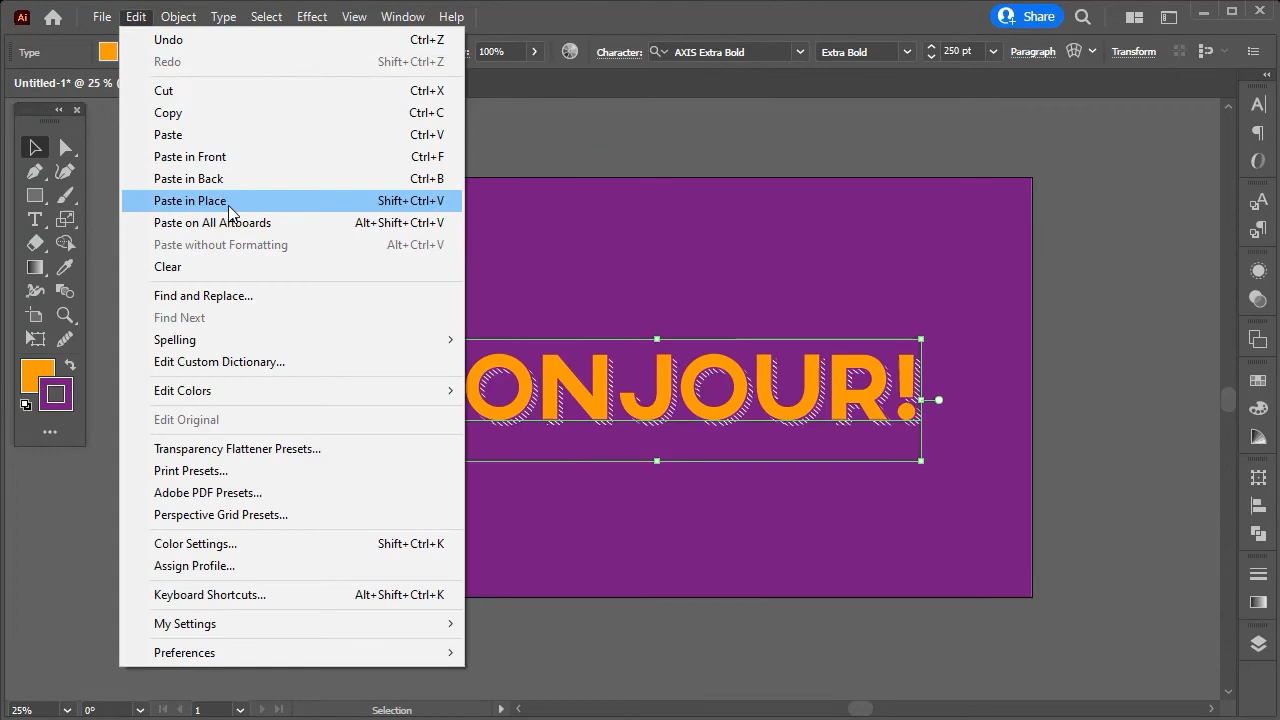 Ai File Edit Object Type Select Effect View Window Help Share
Type 100% Character: AXIS Extra Bold Extra Bold 250 pt Paragraph Transform
Untitled-1* @ 25 % (
Undo Ctrl+Z
Redo Shift+Ctrl+Z
Cut Ctrl+X
Copy Ctrl+C
Paste Ctrl+V
Paste in Front Ctrl+F
Paste in Back Ctrl+B
Paste in Place Shift+Ctrl+V
Paste on All Artboards Alt+Shift+Ctrl+V
Paste without Formatting Alt+Ctrl+V
Clear
Find and Replace...
Find Next
Spelling
Edit Custom Dictionary...
Edit Colors
Edit Original
Transparency Flattener Presets...
Print Presets...
Adobe PDF Presets...
Perspective Grid Presets...
Color Settings... Shift+Ctrl+K
Assign Profile...
Keyboard Shortcuts... Alt+Shift+Ctrl+K
My Settings
Preferences
ONJOUR!
25% 0° 1 Selection